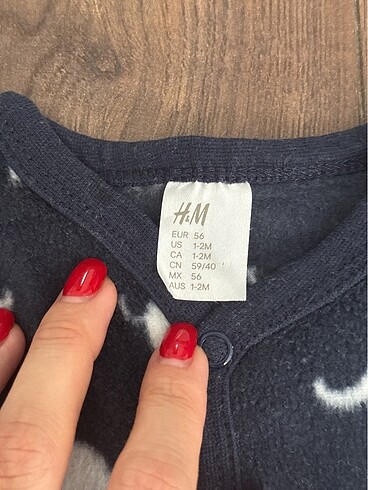 H&M
EUR 56
US 1-2M
CA 1-2M
CN 59/40
MX 56
AUS 1-2M